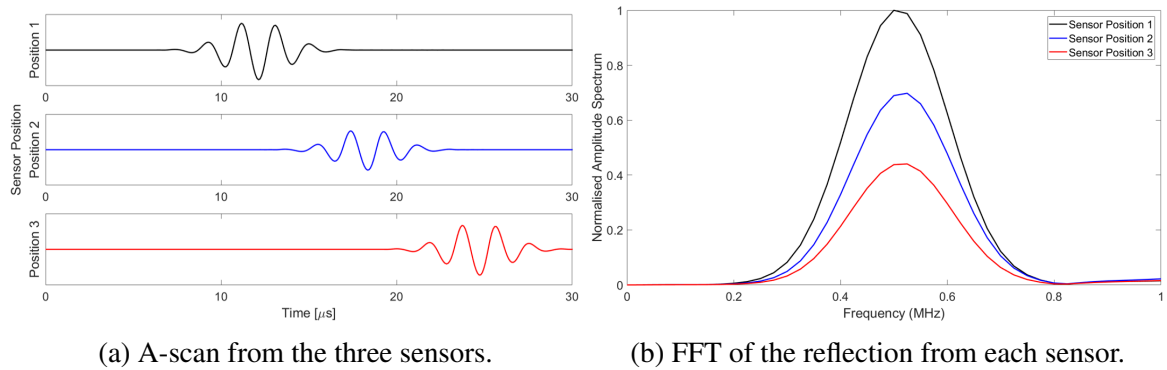 Position 1
0
10
20
30
Sensor Position
Position 2
0
10
20
30
Position 3
0
10
20
30
Time [μs]
(a) A-scan from the three sensors.
1
0.8
0.6
0.4
0.2
0
Normalised Amplitude Spectrum
Sensor Position 1
Sensor Position 2
Sensor Position 3
0
0.2
0.4
0.6
0.8
1
Frequency (MHz)
(b) FFT of the reflection from each sensor.